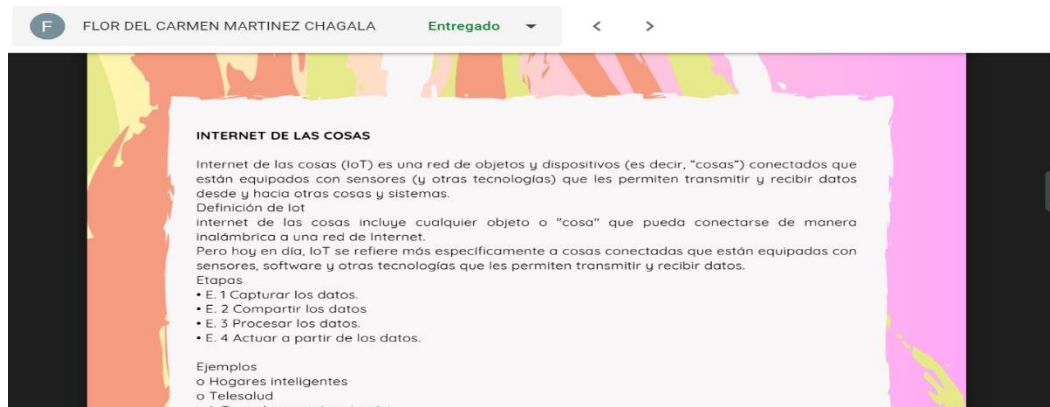 F FLOR DEL CARMEN MARTINEZ CHAGALA Entregado
INTERNET DE LAS COSAS
Internet de las cosas (IoT) es una red de objetos y dispositivos (es decir, "cosas") conectados que
están equipados con sensores (y otras tecnologías) que les permiten transmitir y recibir datos
desde y hacia otras cosas y sistemas.
Definición de Iot
internet de las cosas incluye cualquier objeto o "cosa" que pueda conectarse de manera
inalámbrica a una red de Internet.
Pero hoy en día, IoT se refiere más específicamente a cosas conectadas que están equipadas con
sensores, software y otras tecnologías que les permiten transmitir y recibir datos.
Etapas
• E. 1 Capturar los datos.
• E. 2 Compartir los datos
• E. 3 Procesar los datos.
• E. 4 Actuar a partir de los datos.
Ejemplos
o Hogares inteligentes
o Telesalud